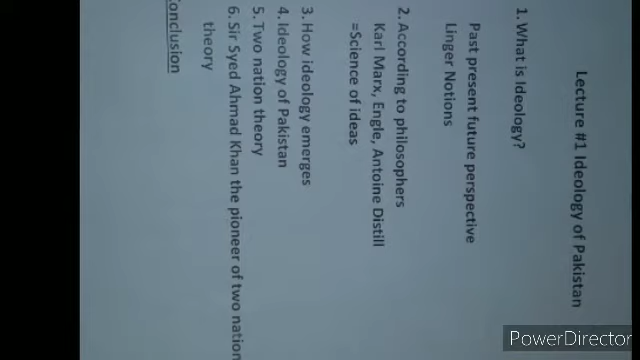 Lecture #1 Ideology of Pakistan
1. What is Ideology?
Past present future perspective
Linger Notions
2. According to philosophers
Karl Marx, Engle, Antoine Distill
=Science of ideas
3. How ideology emerges
4. Ideology of Pakistan
5. Two nation theory
6. Sir Syed Ahmad Khan the pioneer of two nation
theory
Conclusion
PowerDirector